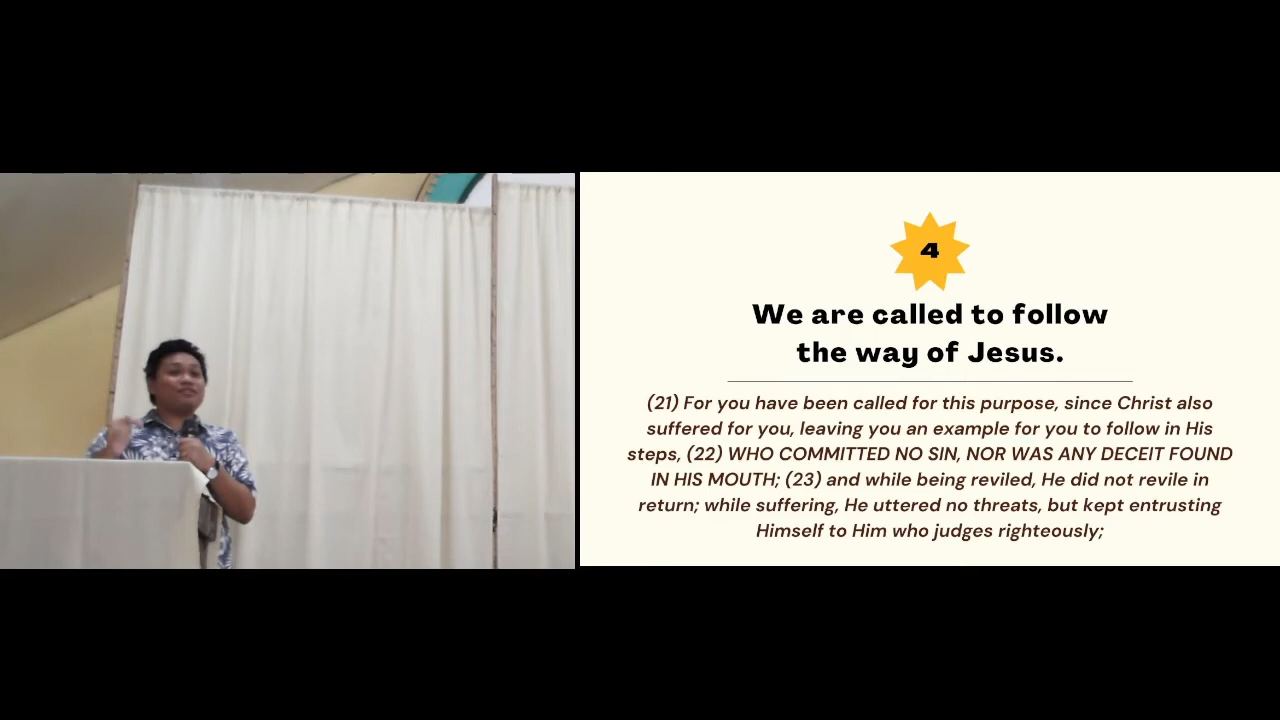 4
We are called to follow
the way of Jesus.
(21) For you have been called for this purpose, since Christ also
suffered for you, leaving you an example for you to follow in His
steps, (22) WHO COMMITTED NO SIN, NOR WAS ANY DECEIT FOUND
IN HIS MOUTH; (23) and while being reviled, He did not revile in
return; while suffering, He uttered no threats, but kept entrusting
Himself to Him who judges righteously;